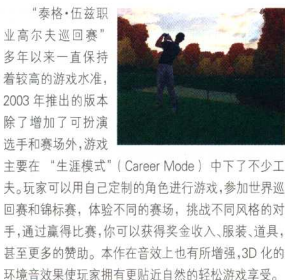 “泰格·伍兹职
业高尔夫巡回赛”
多年以来一直保持
着较高的游戏水准，
2003 年推出的版本
除了增加了可扮演
选手和赛场外，游戏
主要在 “生涯模式”（Career Mode） 中下了不少工
夫。玩家可以用自己定制的角色进行游戏，参加世界巡
回赛和锦标赛，体验不同的赛场，挑战不同风格的对
手，通过赢得比赛，你可以获得奖金收入、服装、道具，
甚至更多的赞助。本作在音效上也有所增强，3D 化的
环境音效果使玩家拥有更贴近自然的轻松游戏享受。